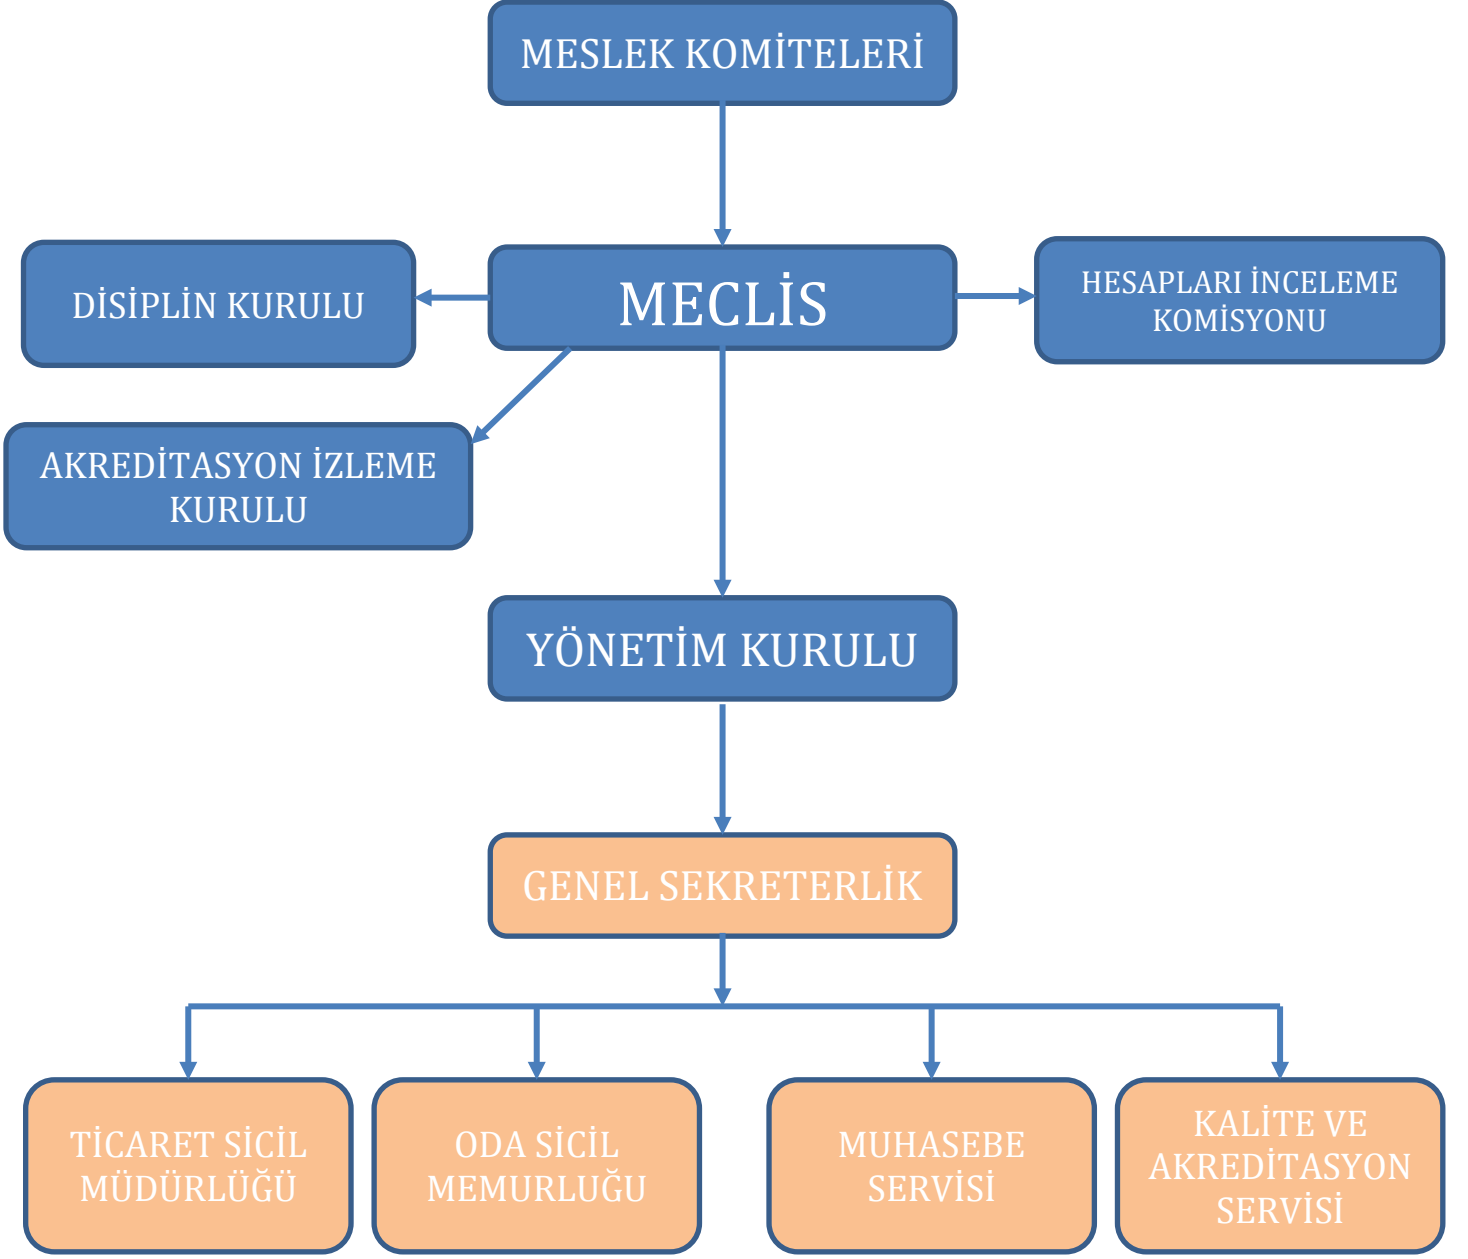 MESLEK KOMİTELERİ
DİSİPLİN KURULU
MECLİS
HESAPLARI İNCELEME
KOMİSYONU
AKREDİTASYON İZLEME
KURULU
YÖNETİM KURULU
GENEL SEKRETERLİK
TİCARET SİCİL
MÜDÜRLÜĞÜ
ODA SİCİL
MEMURLUĞU
MUHASEBE
SERVİSİ
KALİTE VE
AKREDİTASYON
SERVİSİ